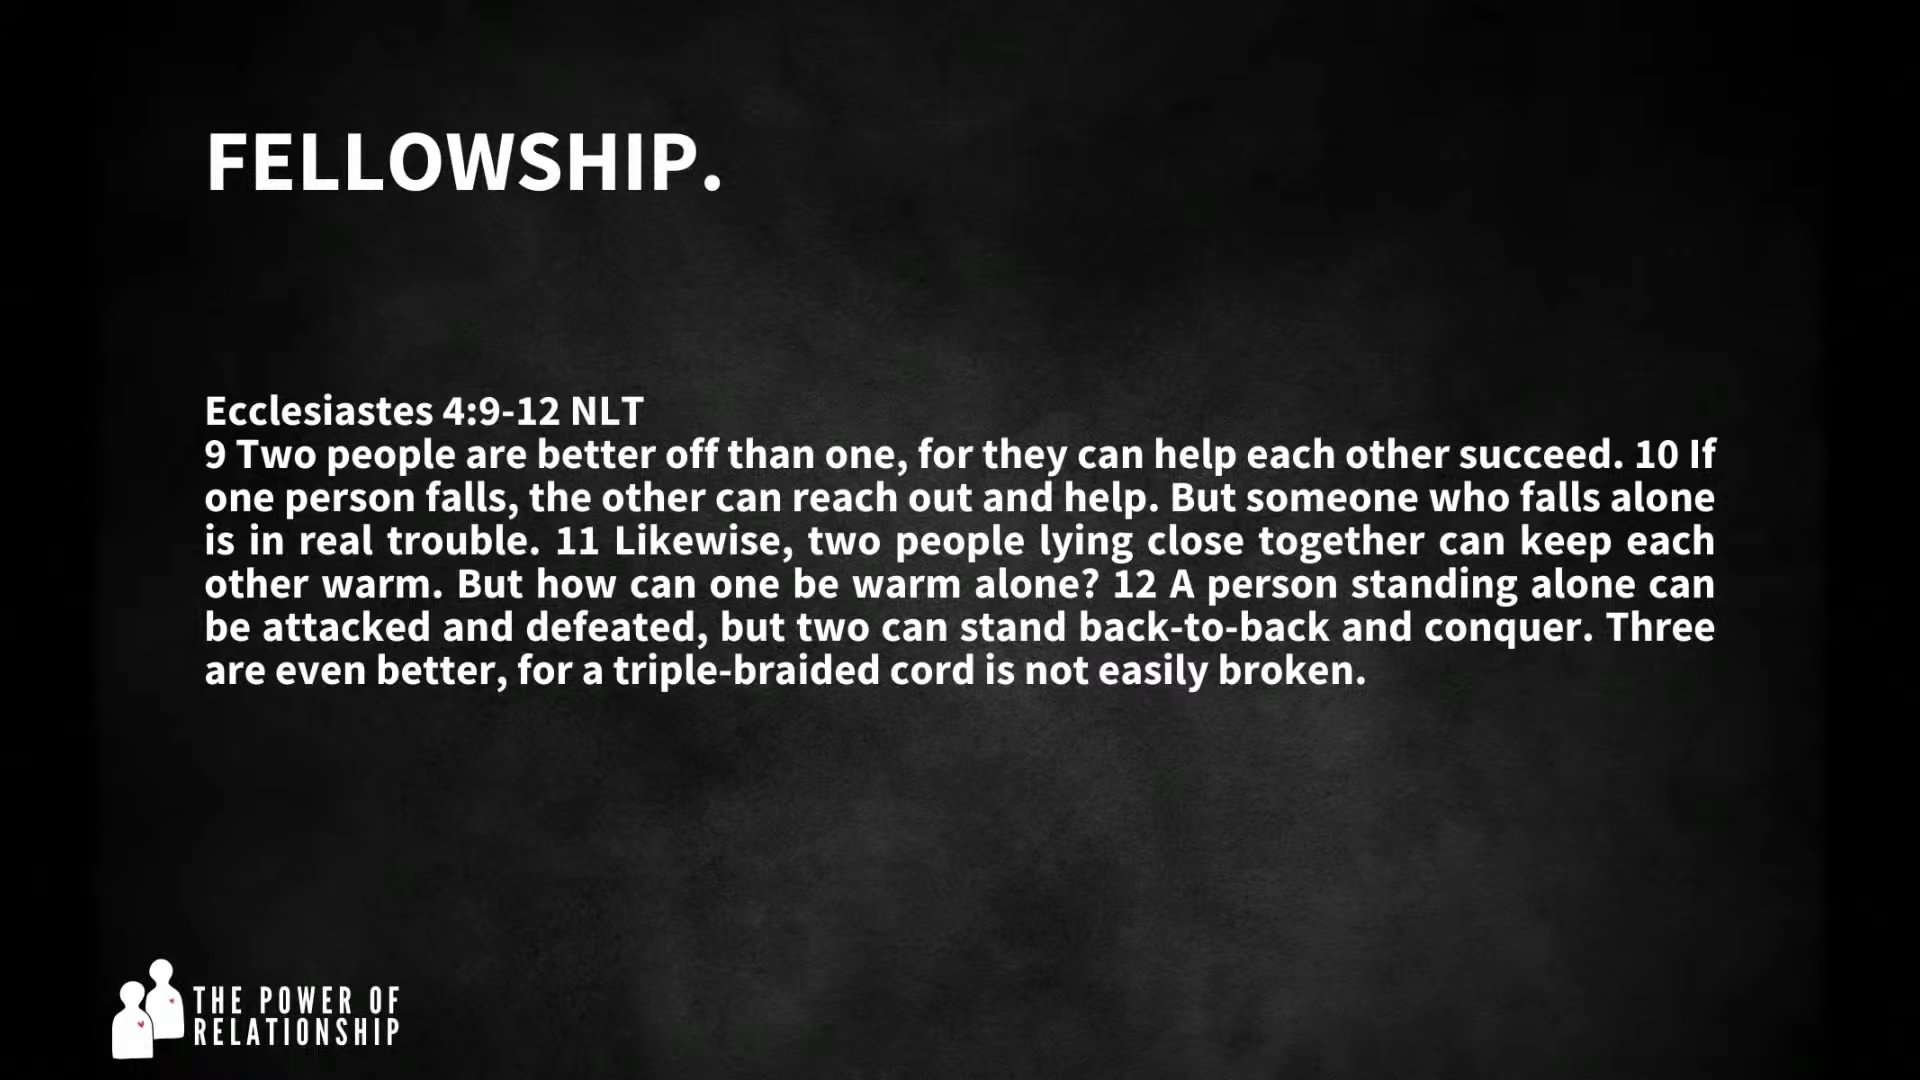 FELLOWSHIP.
Ecclesiastes 4:9-12 NLT
9 Two people are better off than one, for they can help each other succeed. 10 If
one person falls, the other can reach out and help. But someone who falls alone
is in real trouble. 11 Likewise, two people lying close together can keep each
other warm. But how can one be warm alone? 12 A person standing alone can
be attacked and defeated, but two can stand back-to-back and conquer. Three
are even better, for a triple-braided cord is not easily broken.
THE POWER OF
RELATIONSHIP